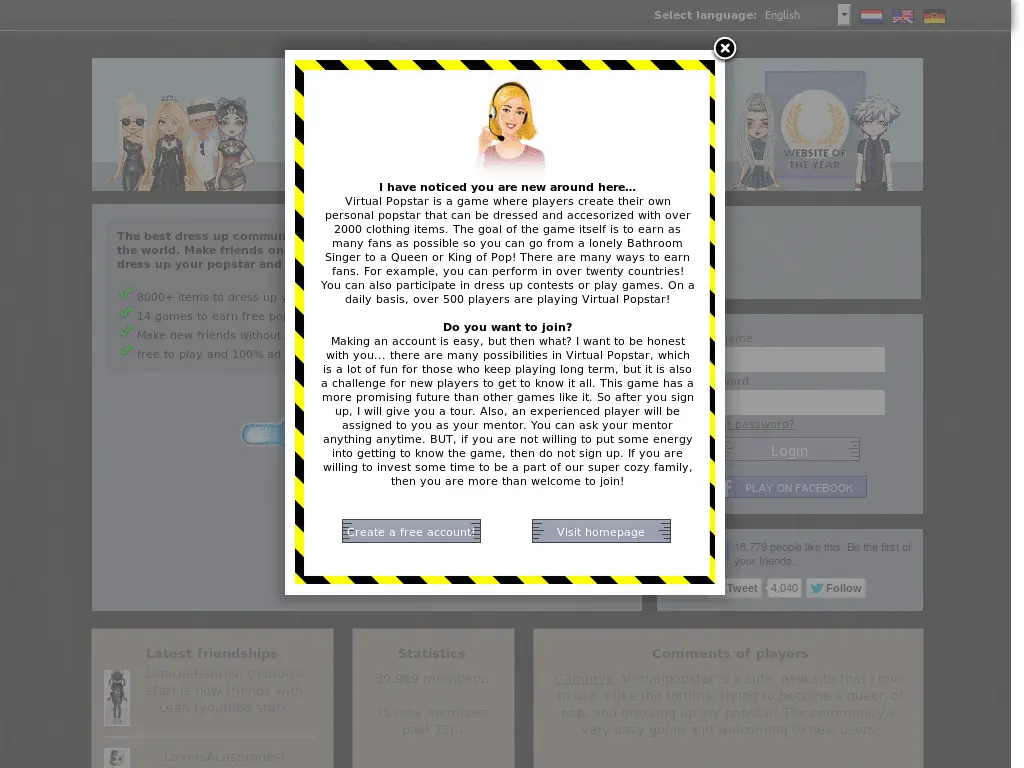 Select language: English
WEBSITE OF
THE YEAR
I have noticed you are new around here...
Virtual Popstar is a game where players create their own
personal popstar that can be dressed and accesorized with over
2000 clothing items. The goal of the game itself is to earn as
many fans as possible so you can go from a lonely Bathroom
Singer to a Queen or King of Pop! There are many ways to earn
fans. For example, you can perform in over twenty countries!
You can also participate in dress up contests or play games. On a
daily basis, over 500 players are playing Virtual Popstar!
Do you want to join?
Making an account is easy, but then what? I want to be honest
with you... there are many possibilities in Virtual Popstar, which
is a lot of fun for those who keep playing long term, but it is also
a challenge for new players to get to know it all. This game has a
more promising future than other games like it. So after you sign
up, I will give you a tour. Also, an experienced player will be
assigned to you as your mentor. You can ask your mentor
anything anytime. BUT, if you are not willing to put some energy
into getting to know the game, then do not sign up. If you are
willing to invest some time to be a part of our super cozy family,
then you are more than welcome to join!
Create a free account!
Visit homepage
The best dress up commun
the world. Make friends on
dress up your popstar and
8000+ items to dress up y
14 games to earn free pop
Make new friends without
free to play and 100% ad
password?
Login
PLAY ON FACEBOOK
18,779 people like this. Be the first of
your friends.
Tweet 4,040 Follow
Latest friendships
star) is now friends with
Lean (youtube star)
LoveIsALaserquest
Statistics
39.989 members.
75 new members
past 72h.
Comments of players
Virtualpopstar is a cute, new site that I love
to use. I like the forums, trying to become a queen of
pop, and dressing up my popstar! The community is
very easy going and welcoming to new users!